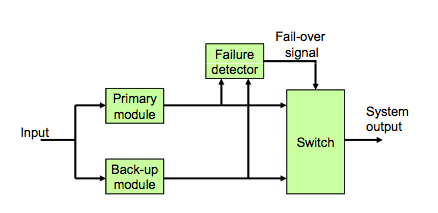 Fail-over
signal
Failure
detector
Primary
module
Input
System
output
Switch
Back-up
module